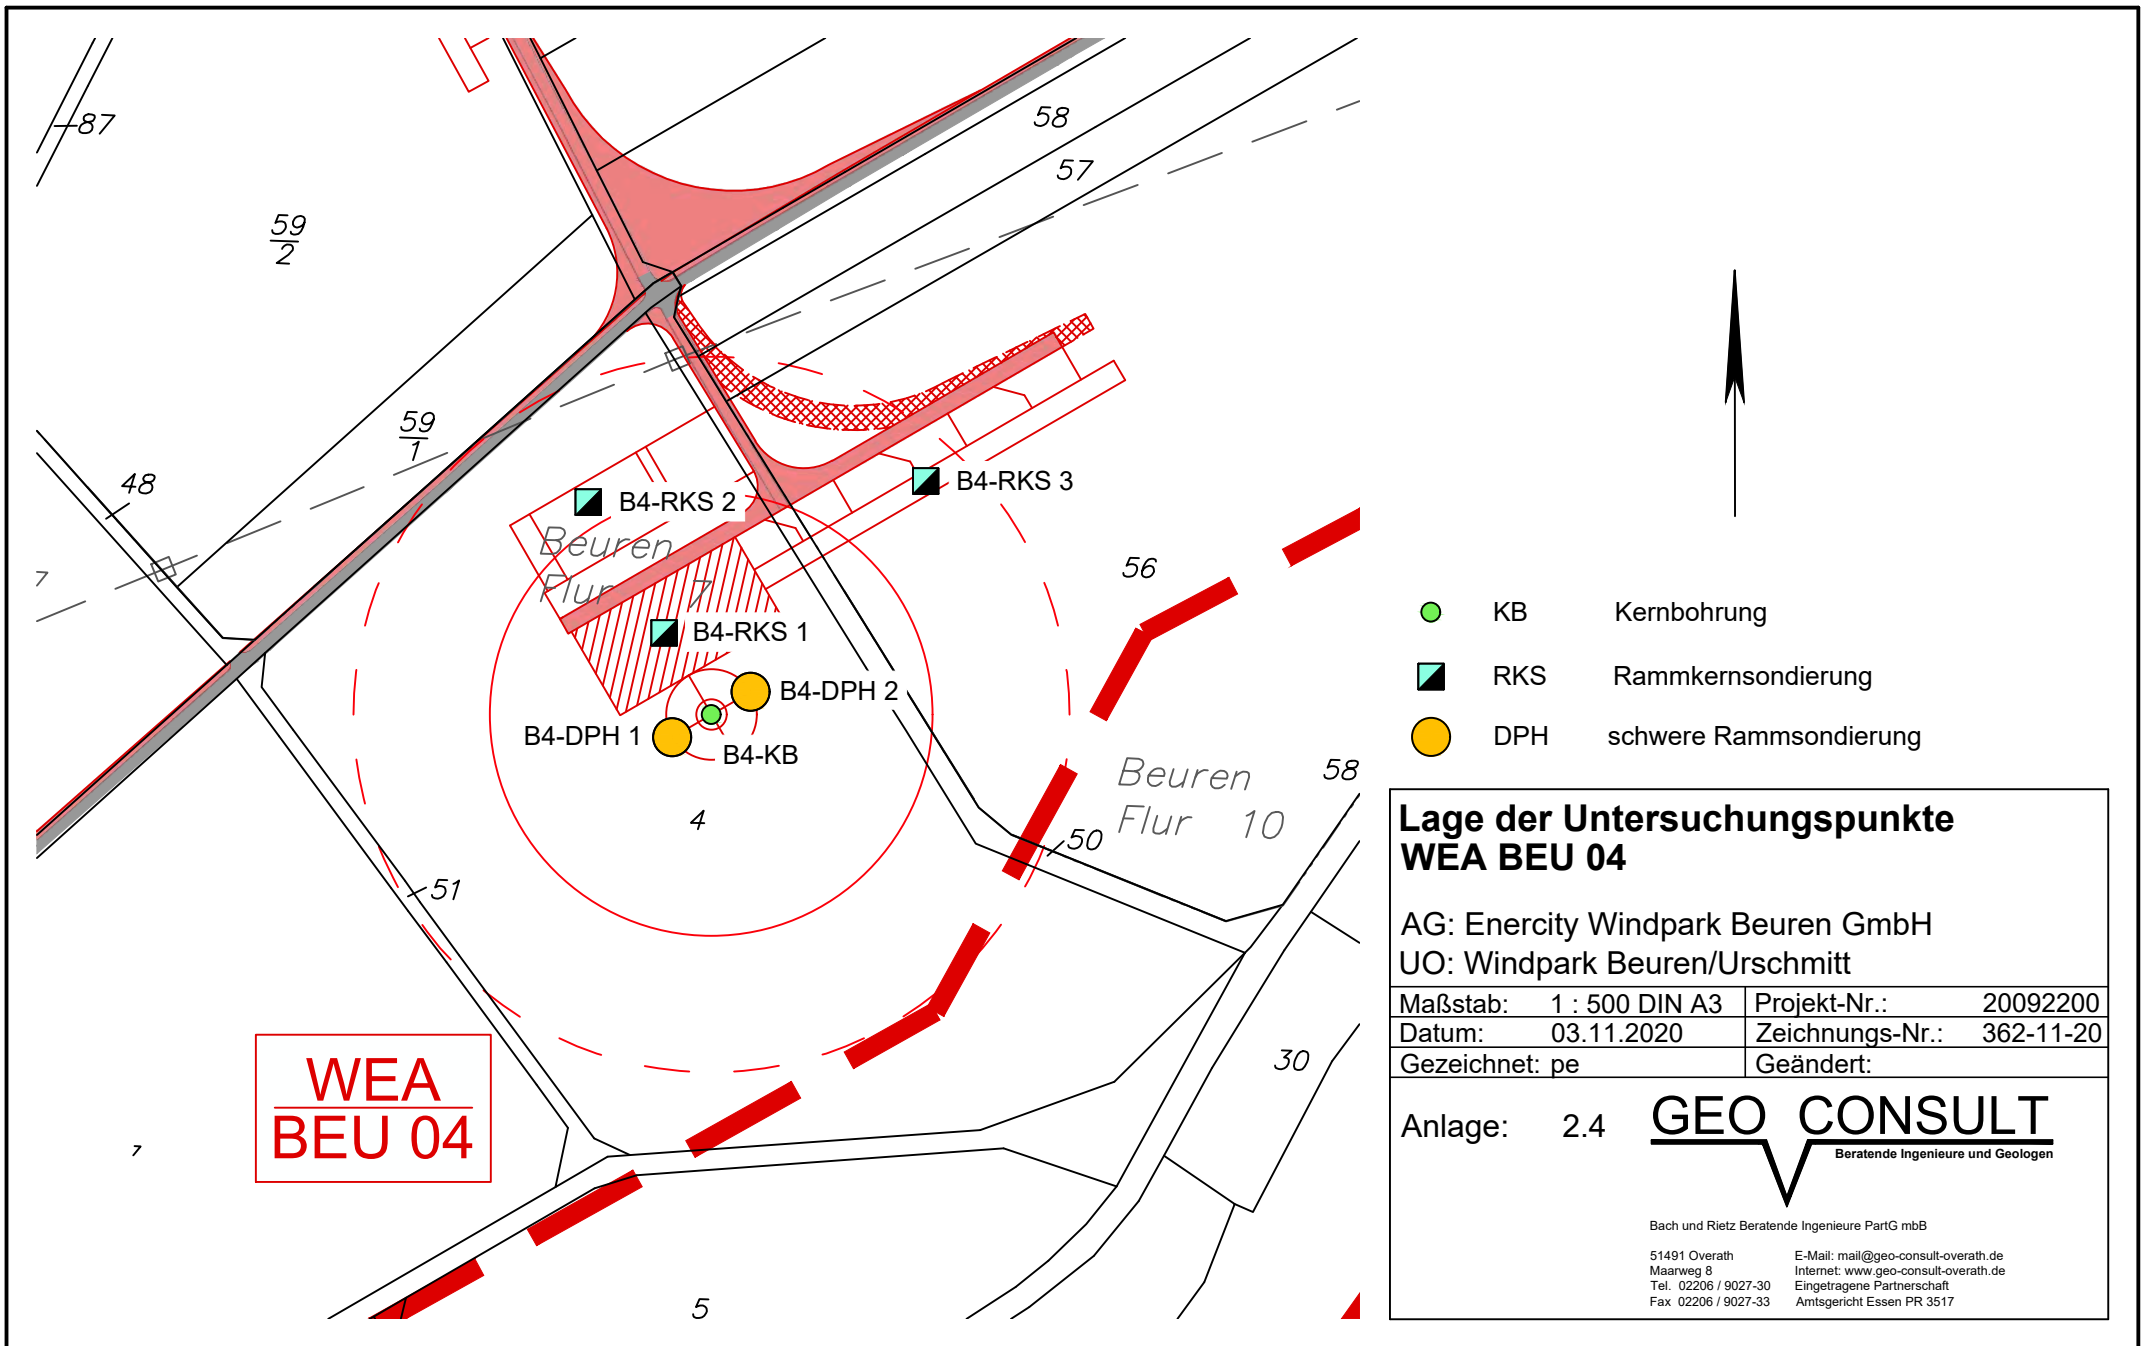 87
58
57
59
2
59
1
48
7
B4-RKS 2
B4-RKS 3
Beuren
Flur 7
56
B4-RKS 1
B4-DPH 2
B4-DPH 1
B4-KB
Beuren
Flur 10
58
4
50
51
WEA
BEU 04
30
7
5
KB Kernbohrung
RKS Rammkernsondierung
DPH schwere Rammsondierung
Lage der Untersuchungspunkte
WEA BEU 04
AG: Enercity Windpark Beuren GmbH
UO: Windpark Beuren/Urschmitt
Maßstab: 1 : 500 DIN A3 Projekt-Nr.: 20092200
Datum: 03.11.2020 Zeichnungs-Nr.: 362-11-20
Gezeichnet: pe Geändert:
Anlage: 2.4
GEO CONSULT
Beratende Ingenieure und Geologen
Bach und Rietz Beratende Ingenieure PartG mbB
51491 Overath E-Mail: mail@geo-consult-overath.de
Maarweg 8 Internet: www.geo-consult-overath.de
Tel. 02206 / 9027-30 Eingetragene Partnerschaft
Fax 02206 / 9027-33 Amtsgericht Essen PR 3517